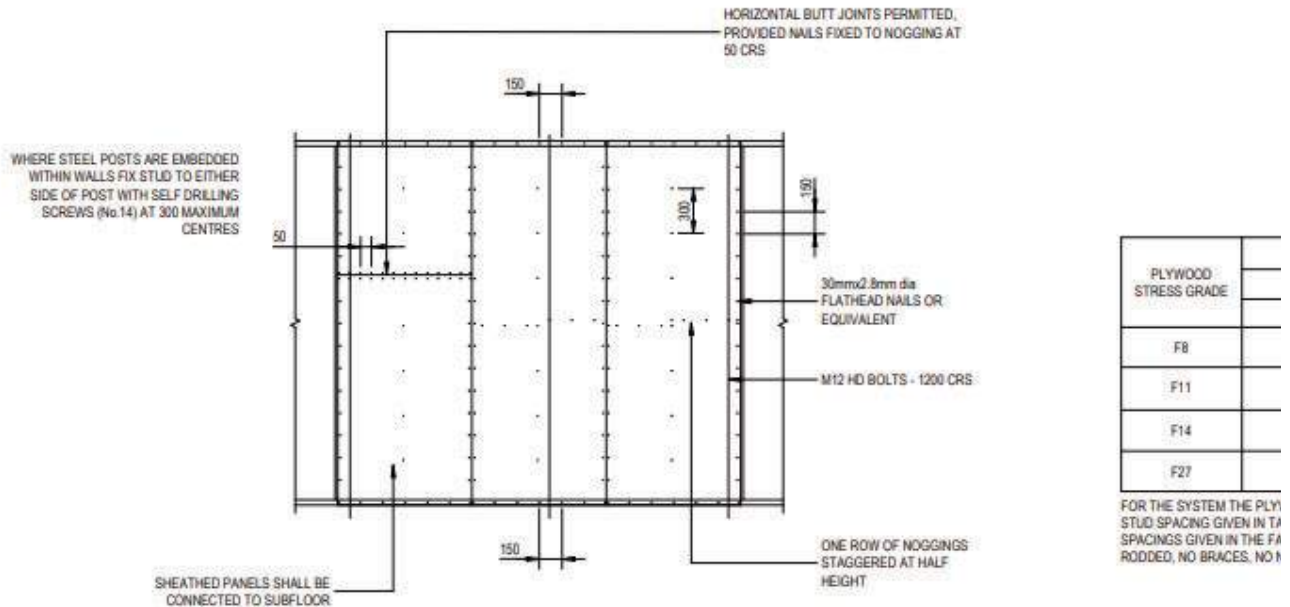 HORIZONTAL BUTT JOINTS PERMITTED,
PROVIDED NAILS FIXED TO NOGGING AT
50 CRS
150
WHERE STEEL POSTS ARE EMBEDDED
WITHIN WALLS FIX STUD TO EITHER
SIDE OF POST WITH SELF DRILLING
SCREWS (No.14) AT 300 MAXIMUM
CENTRES
50
300
150
30mmx2.8mm dia
FLATHEAD NAILS OR
EQUIVALENT
M12 HD BOLTS - 1200 CRS
150
ONE ROW OF NOGGINGS
STAGGERED AT HALF
HEIGHT
SHEATHED PANELS SHALL BE
CONNECTED TO SUBFLOOR
PLYWOOD
STRESS GRADE
F8
F11
F14
F27
FOR THE SYSTEM THE
STUD SPACING GIVEN IN
SPACINGS GIVEN IN THE
RODDED, NO BRACES, NO